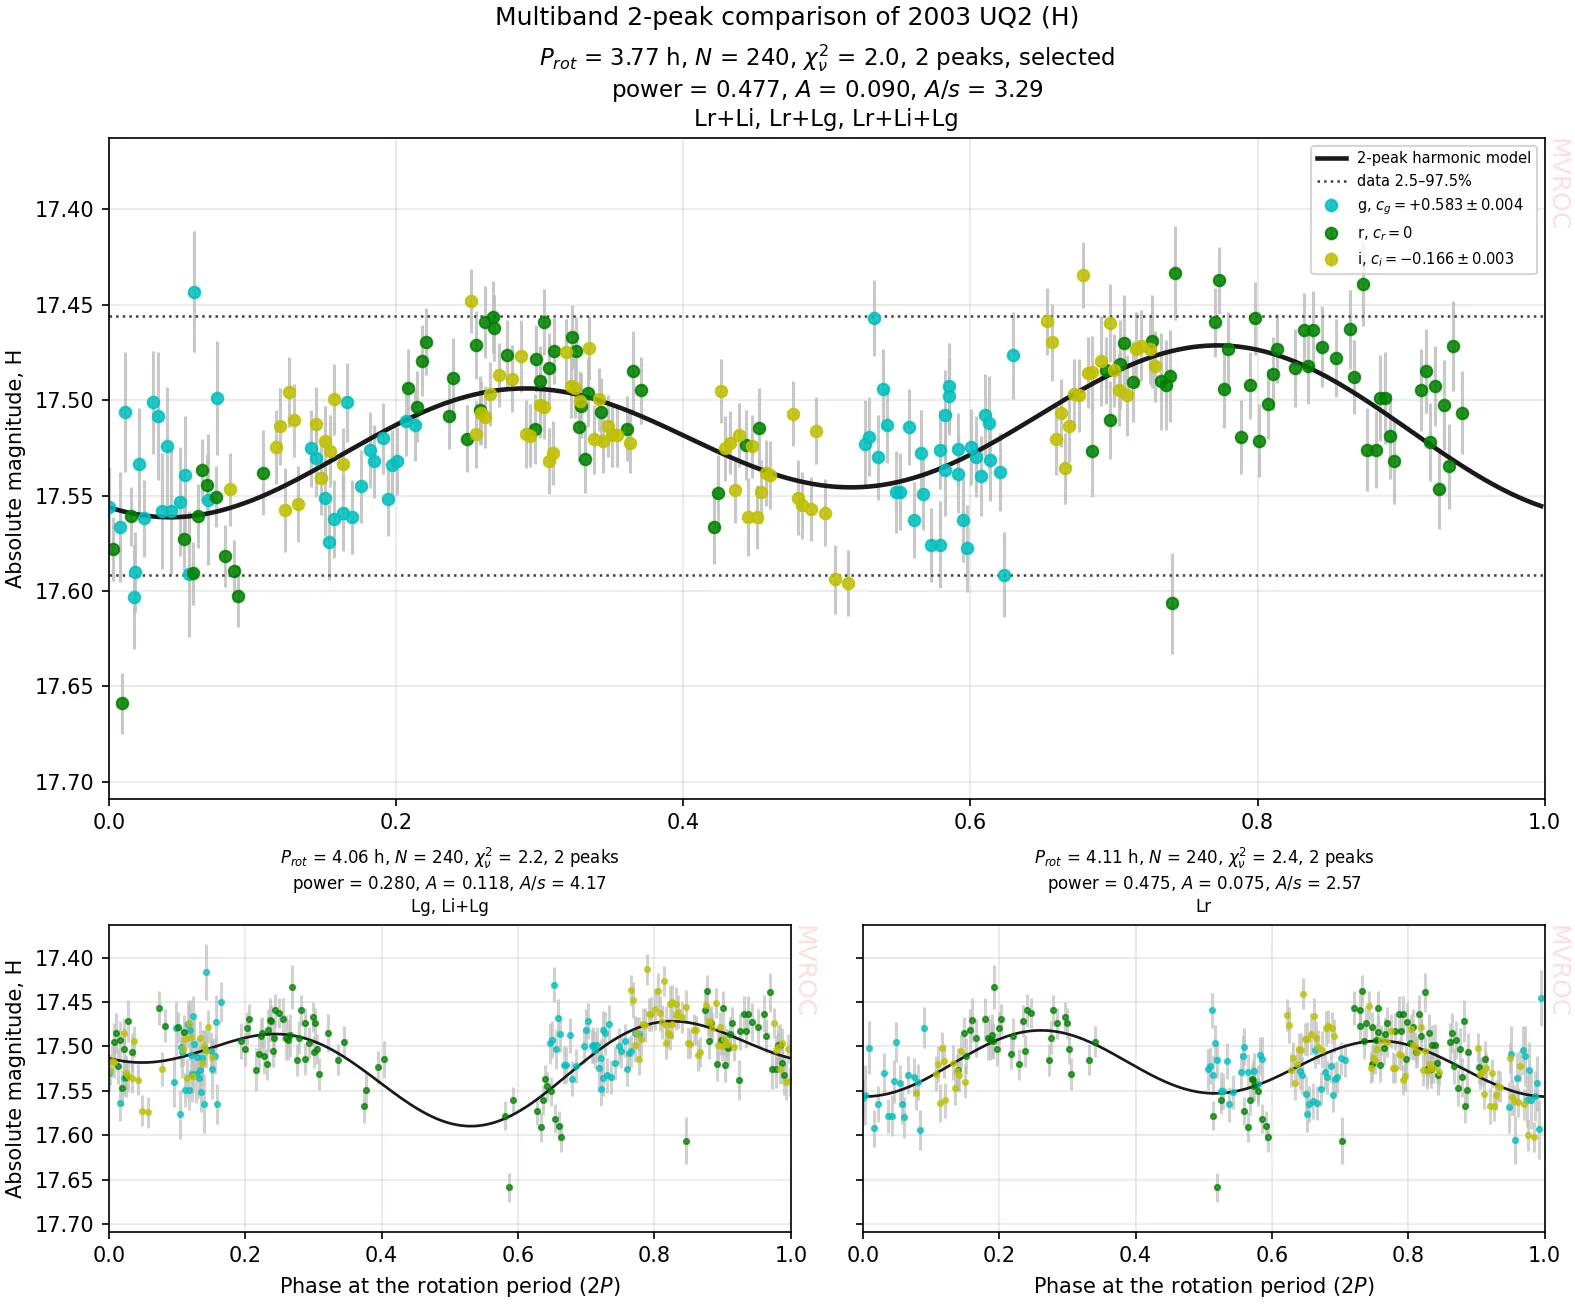 Multiband 2-peak comparison of 2003 UQ2 (H)
P_rot = 3.77 h, N = 240, χ²_ν = 2.0, 2 peaks, selected
power = 0.477, A = 0.090, A/s = 3.29
Lr+Li, Lr+Lg, Lr+Li+Lg
2-peak harmonic model
data 2.5–97.5%
g, c_g = +0.583 ± 0.004
r, c_r = 0
i, c_i = −0.166 ± 0.003
MVROC
Absolute magnitude, H
17.40
17.45
17.50
17.55
17.60
17.65
17.70
0.0 0.2 0.4 0.6 0.8 1.0
P_rot = 4.06 h, N = 240, χ²_ν = 2.2, 2 peaks
power = 0.280, A = 0.118, A/s = 4.17
Lg, Li+Lg
MVROC
Absolute magnitude, H
17.40
17.45
17.50
17.55
17.60
17.65
17.70
0.0 0.2 0.4 0.6 0.8 1.0
Phase at the rotation period (2P)
P_rot = 4.11 h, N = 240, χ²_ν = 2.4, 2 peaks
power = 0.475, A = 0.075, A/s = 2.57
Lr
MVROC
0.0 0.2 0.4 0.6 0.8 1.0
Phase at the rotation period (2P)